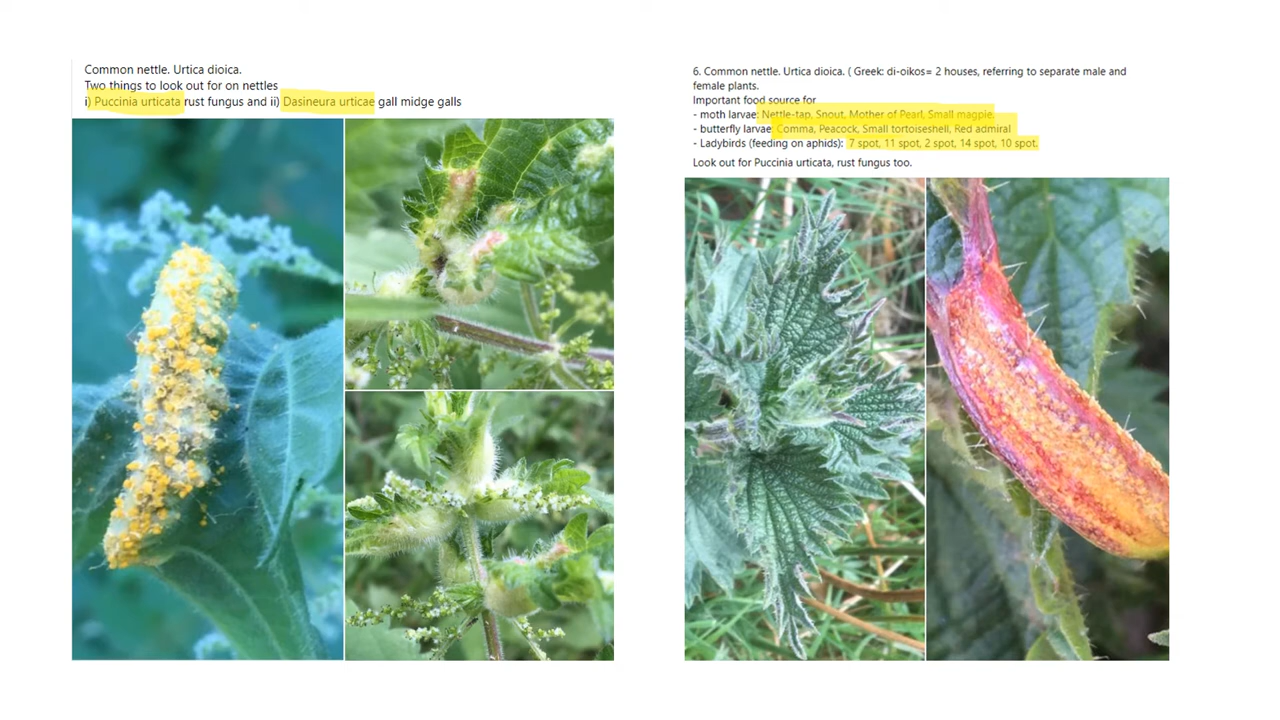 Common nettle. Urtica dioica.
Two things to look out for on nettles
i) Puccinia urticata rust fungus and ii) Dasineura urticae gall midge galls
6. Common nettle. Urtica dioica. ( Greek: di-oikos= 2 houses, referring to separate male and
female plants.
Important food source for
- moth larvae: Nettle-tap, Snout, Mother of Pearl, Small magpie.
- butterfly larvae: Comma, Peacock, Small tortoiseshell, Red admiral
- Ladybirds (feeding on aphids): 7 spot, 11 spot, 2 spot, 14 spot, 10 spot.
Look out for Puccinia urticata, rust fungus too.